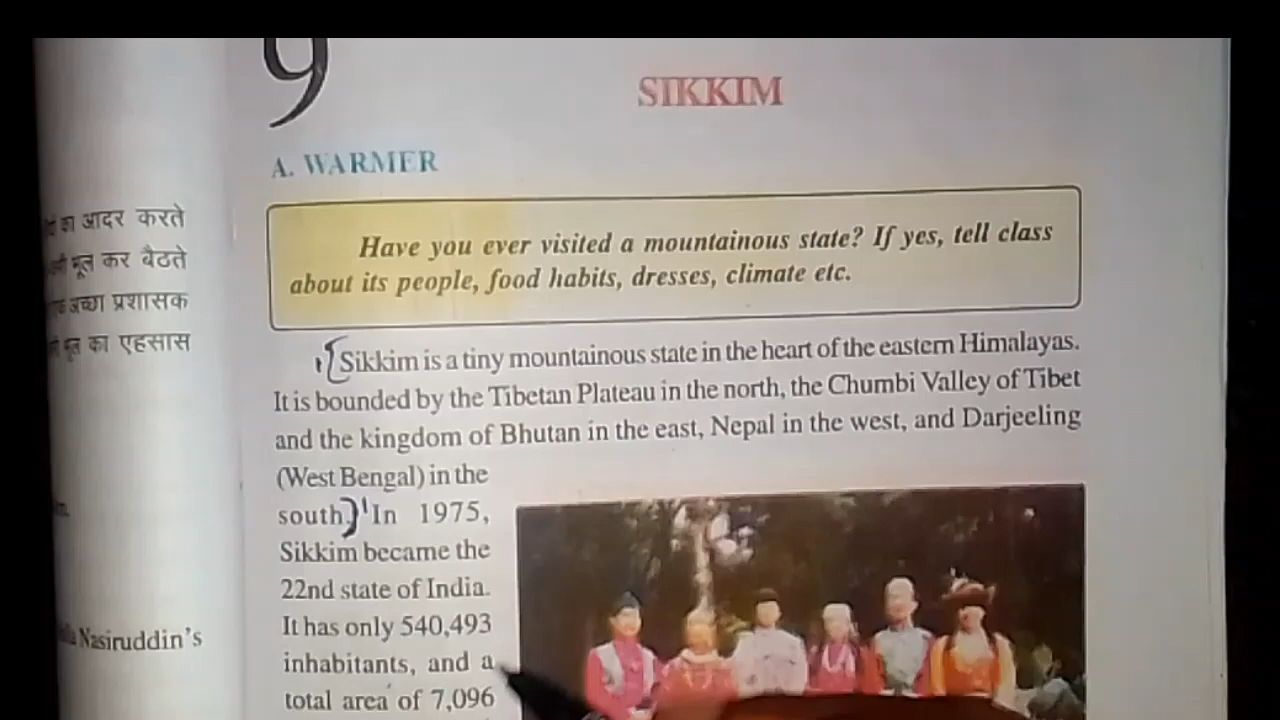 9
SIKKIM
A. WARMER
Have you ever visited a mountainous state? If yes, tell class
about its people, food habits, dresses, climate etc.
Sikkim is a tiny mountainous state in the heart of the eastern Himalayas.
It is bounded by the Tibetan Plateau in the north, the Chumbi Valley of Tibet
and the kingdom of Bhutan in the east, Nepal in the west, and Darjeeling
(West Bengal) in the
south. In 1975,
Sikkim became the
22nd state of India.
It has only 540,493
inhabitants, and a
total area of 7,096
का आदर करते
भूल कर बैठते
अच्छा प्रशासक
भूल का एहसास
Nasiruddin's